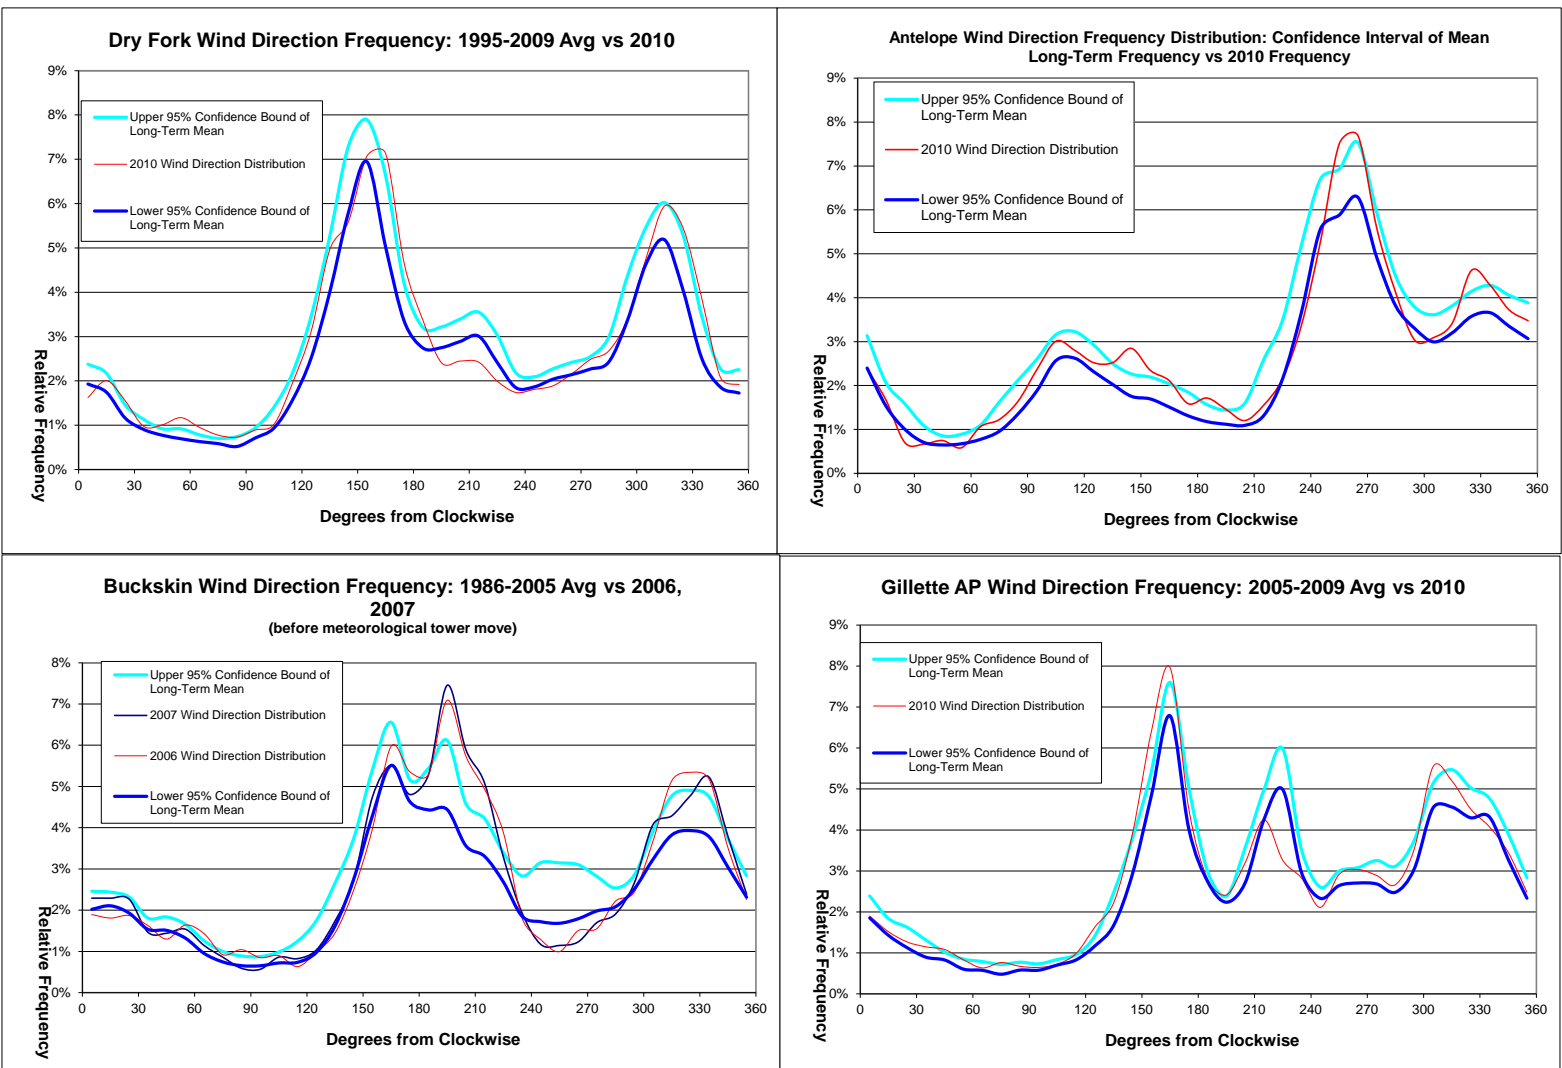 Dry Fork Wind Direction Frequency: 1995-2009 Avg vs 2010
9%
8%
7%
6%
5%
4%
3%
2%
1%
0%
Upper 95% Confidence Bound of
Long-Term Mean
2010 Wind Direction Distribution
Lower 95% Confidence Bound of
Long-Term Mean
Relative Frequency
0 30 60 90 120 150 180 210 240 270 300 330 360
Degrees from Clockwise
Antelope Wind Direction Frequency Distribution: Confidence Interval of Mean
Long-Term Frequency vs 2010 Frequency
9%
8%
7%
6%
5%
4%
3%
2%
1%
0%
Upper 95% Confidence Bound of
Long-Term Mean
2010 Wind Direction Distribution
Lower 95% Confidence Bound of
Long-Term Mean
Relative Frequency
0 30 60 90 120 150 180 210 240 270 300 330 360
Degrees from Clockwise
Buckskin Wind Direction Frequency: 1986-2005 Avg vs 2006,
2007
(before meteorological tower move)
8%
7%
6%
5%
4%
3%
2%
1%
0%
Upper 95% Confidence Bound of
Long-Term Mean
2007 Wind Direction Distribution
2006 Wind Direction Distribution
Lower 95% Confidence Bound of
Long-Term Mean
Relative Frequency
0 30 60 90 120 150 180 210 240 270 300 330 360
Degrees from Clockwise
Gillette AP Wind Direction Frequency: 2005-2009 Avg vs 2010
9%
8%
7%
6%
5%
4%
3%
2%
1%
0%
Upper 95% Confidence Bound of
Long-Term Mean
2010 Wind Direction Distribution
Lower 95% Confidence Bound of
Long-Term Mean
Relative Frequency
0 30 60 90 120 150 180 210 240 270 300 330 360
Degrees from Clockwise